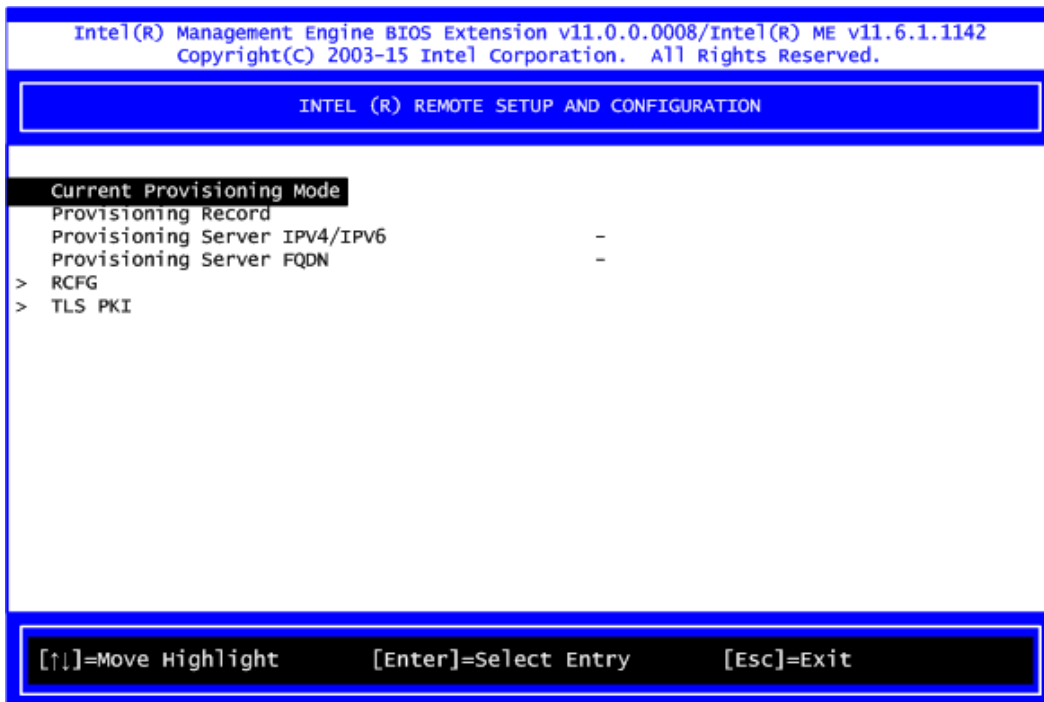 Intel(R) Management Engine BIOS Extension v11.0.0.0008/Intel(R) ME v11.6.1.1142
Copyright(C) 2003-15 Intel Corporation. All Rights Reserved.
INTEL (R) REMOTE SETUP AND CONFIGURATION
Current Provisioning Mode
Provisioning Record
Provisioning Server IPV4/IPV6 -
Provisioning Server FQDN -
> RCFG
> TLS PKI
[↑↓]=Move Highlight [Enter]=Select Entry [Esc]=Exit